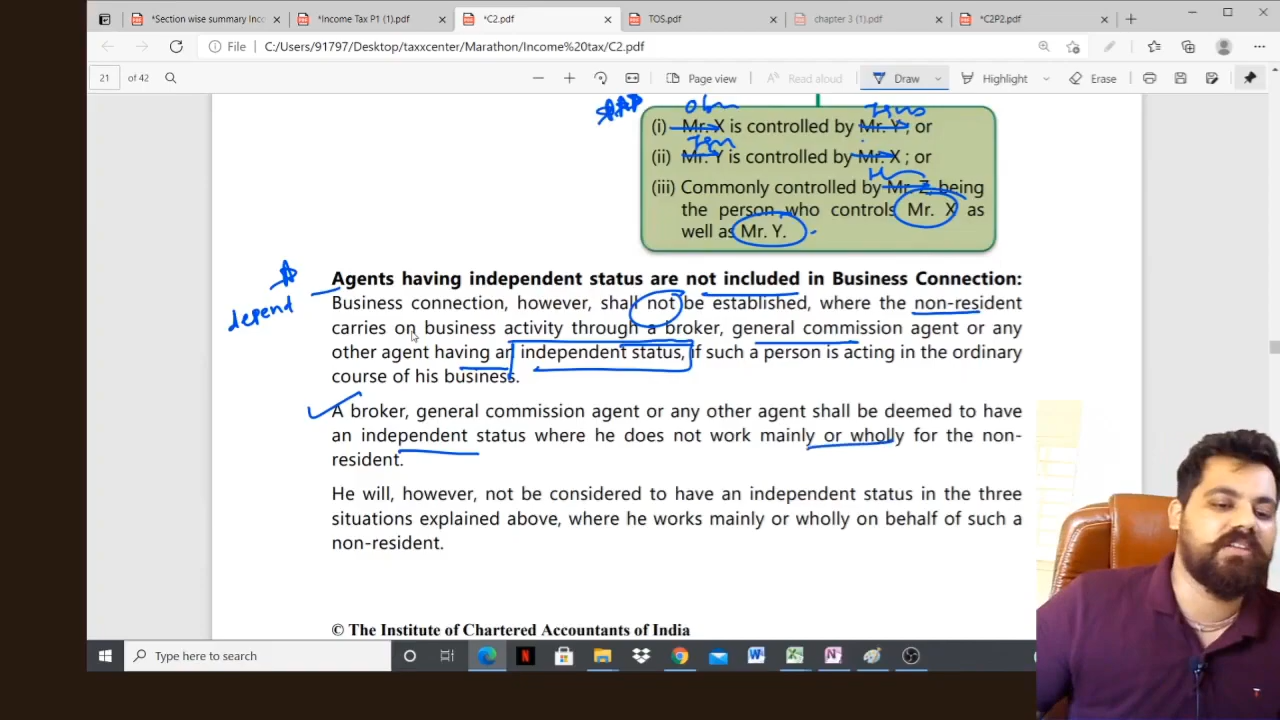 *Section wise summary Inc
*Income Tax P1 (1).pdf
*C2.pdf
TOS.pdf
chapter 3 (1).pdf
*C2P2.pdf
File
C:/Users/91797/Desktop/taxxcenter/Marathon/Income%20tax/C2.pdf
21
of 42
Page view
Read aloud
Draw
Highlight
Erase
(i) Mr. X is controlled by Mr. Y; or
(ii) Mr. Y is controlled by Mr. X ; or
(iii) Commonly controlled by Mr. Z being
the person who controls Mr. X as
well as Mr. Y.
Agents having independent status are not included in Business Connection:
depend
Business connection, however, shall not be established, where the non-resident
carries on business activity through a broker, general commission agent or any
other agent having an independent status, if such a person is acting in the ordinary
course of his business.
A broker, general commission agent or any other agent shall be deemed to have
an independent status where he does not work mainly or wholly for the non-
resident.
He will, however, not be considered to have an independent status in the three
situations explained above, where he works mainly or wholly on behalf of such a
non-resident.
© The Institute of Chartered Accountants of India
Type here to search